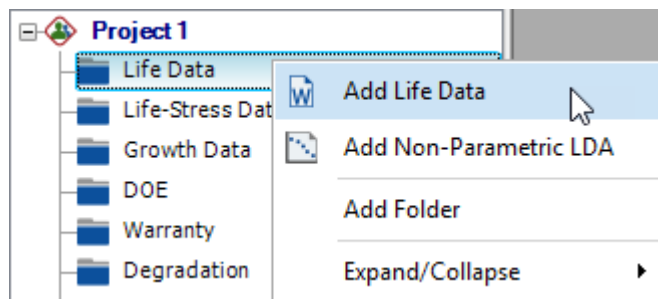 Project 1
Life Data
Life-Stress Dat
Growth Data
DOE
Warranty
Degradation
W Add Life Data
Add Non-Parametric LDA
Add Folder
Expand/Collapse